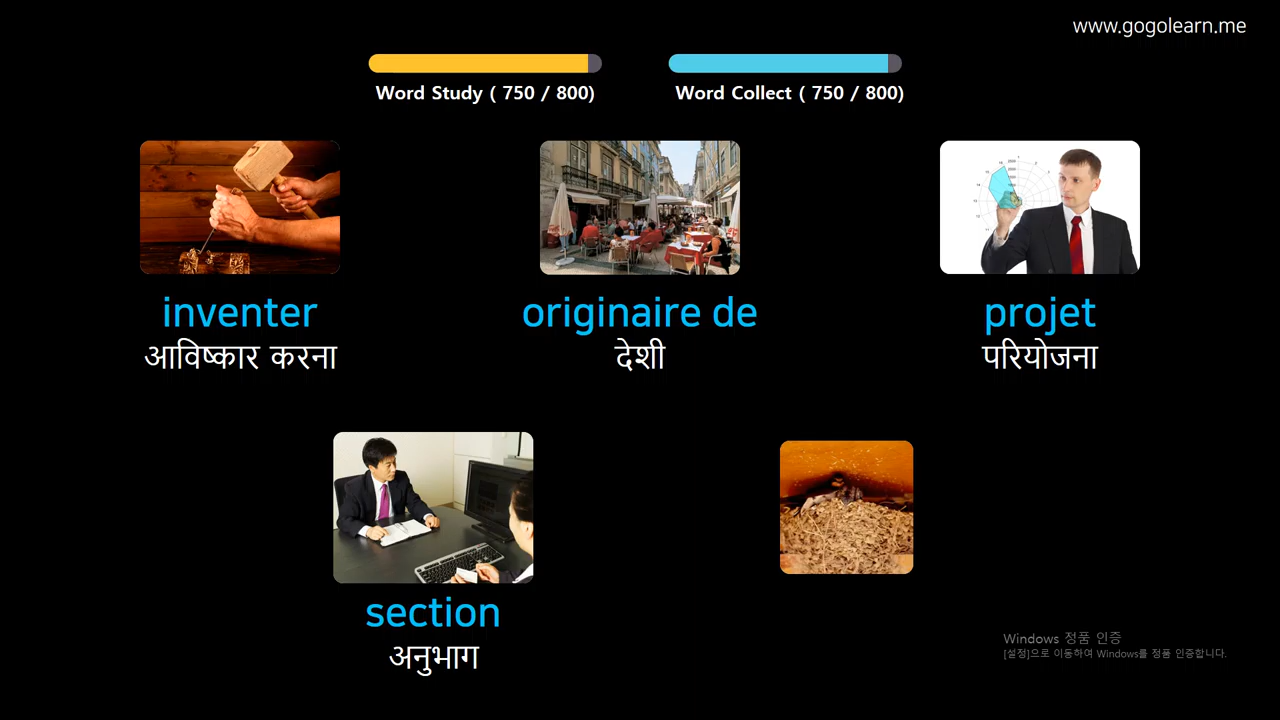 www.gogolearn.me
Word Study ( 750 / 800)
Word Collect ( 750 / 800)
inventer
आविष्कार करना
originaire de
देशी
projet
परियोजना
section
अनुभाग
Windows 정품 인증
[설정]으로 이동하여 Windows를 정품 인증합니다.